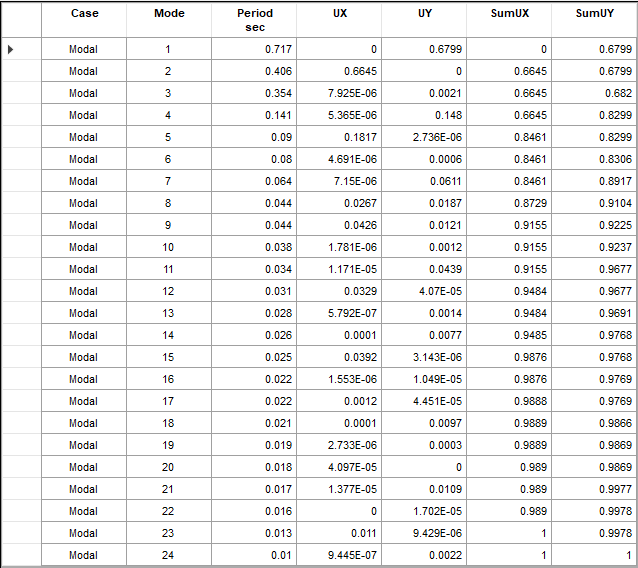 Case Mode Period UX UY SumUX SumUY
sec
Modal 1 0.717 0 0.6799 0 0.6799
Modal 2 0.406 0.6645 0 0.6645 0.6799
Modal 3 0.354 7.925E-06 0.0021 0.6645 0.682
Modal 4 0.141 5.365E-06 0.148 0.6645 0.8299
Modal 5 0.09 0.1817 2.736E-06 0.8461 0.8299
Modal 6 0.08 4.691E-06 0.0006 0.8461 0.8306
Modal 7 0.064 7.15E-06 0.0611 0.8461 0.8917
Modal 8 0.044 0.0267 0.0187 0.8729 0.9104
Modal 9 0.044 0.0426 0.0121 0.9155 0.9225
Modal 10 0.038 1.781E-06 0.0012 0.9155 0.9237
Modal 11 0.034 1.171E-05 0.0439 0.9155 0.9677
Modal 12 0.031 0.0329 4.07E-05 0.9484 0.9677
Modal 13 0.028 5.792E-07 0.0014 0.9484 0.9691
Modal 14 0.026 0.0001 0.0077 0.9485 0.9768
Modal 15 0.025 0.0392 3.143E-06 0.9876 0.9768
Modal 16 0.022 1.553E-06 1.049E-05 0.9876 0.9769
Modal 17 0.022 0.0012 4.451E-05 0.9888 0.9769
Modal 18 0.021 0.0001 0.0097 0.9889 0.9866
Modal 19 0.019 2.733E-06 0.0003 0.9889 0.9869
Modal 20 0.018 4.097E-05 0 0.989 0.9869
Modal 21 0.017 1.377E-05 0.0109 0.989 0.9977
Modal 22 0.016 0 1.702E-05 0.989 0.9978
Modal 23 0.013 0.011 9.429E-06 1 0.9978
Modal 24 0.01 9.445E-07 0.0022 1 1